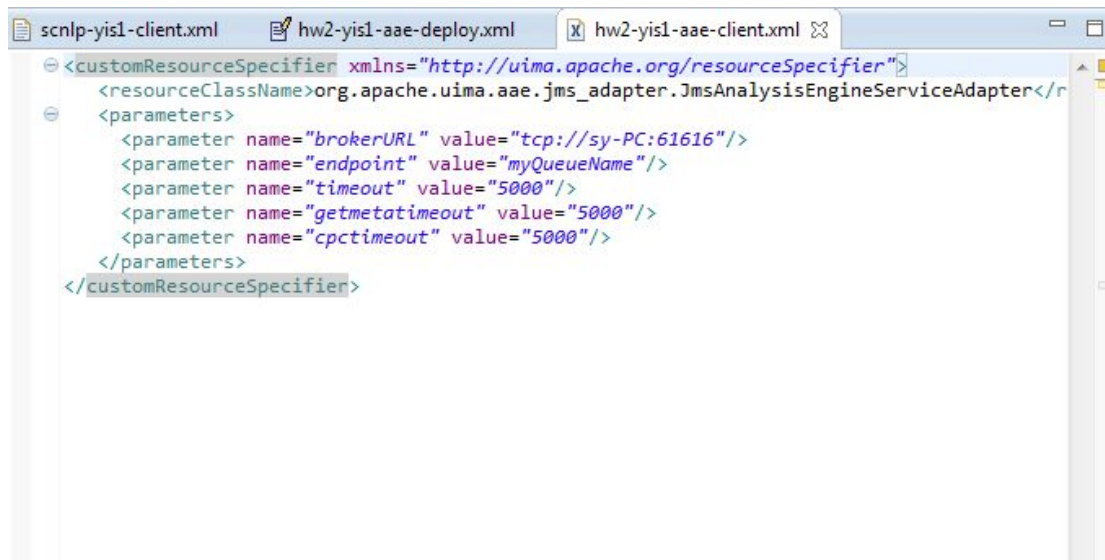 scnlp-yis1-client.xml hw2-yis1-aae-deploy.xml hw2-yis1-aae-client.xml
<customResourceSpecifier xmlns="http://uima.apache.org/resourceSpecifier">
<resourceClassName>org.apache.uima.aae.jms_adapter.JmsAnalysisEngineServiceAdapter</r
<parameters>
<parameter name="brokerURL" value="tcp://sy-PC:61616"/>
<parameter name="endpoint" value="myQueueName"/>
<parameter name="timeout" value="5000"/>
<parameter name="getmetatimeout" value="5000"/>
<parameter name="cpctimeout" value="5000"/>
</parameters>
</customResourceSpecifier>